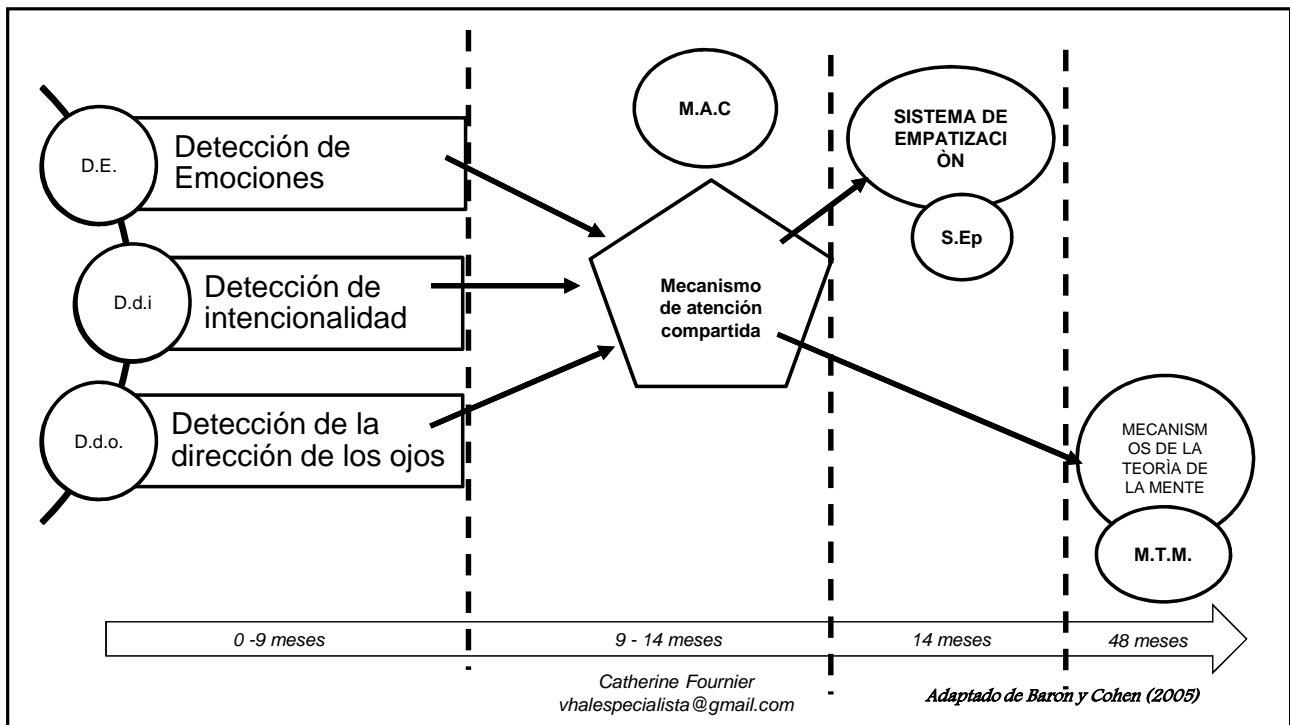 D.E.
Detección de
Emociones
D.d.i
Detección de
intencionalidad
D.d.o.
Detección de la
dirección de los ojos
M.A.C
Mecanismo
de atención
compartida
SISTEMA DE
EMPATIZACI
ÒN
S.Ep
MECANISM
OS DE LA
TEORÌA DE
LA MENTE
M.T.M.
0 -9 meses
9 - 14 meses
14 meses
48 meses
Catherine Fournier
vhalespecialista@gmail.com
Adaptado de Baron y Cohen (2005)